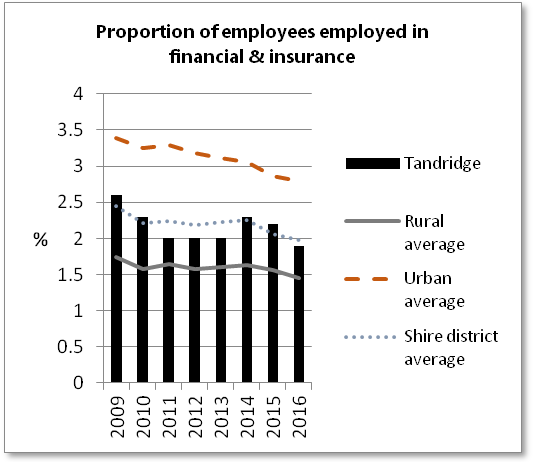 Proportion of employees employed in
financial & insurance
4
3.5
3
2.5
2
1.5
1
0.5
0
%
2009
2010
2011
2012
2013
2014
2015
2016
Tandridge
Rural
average
Urban
average
Shire district
average